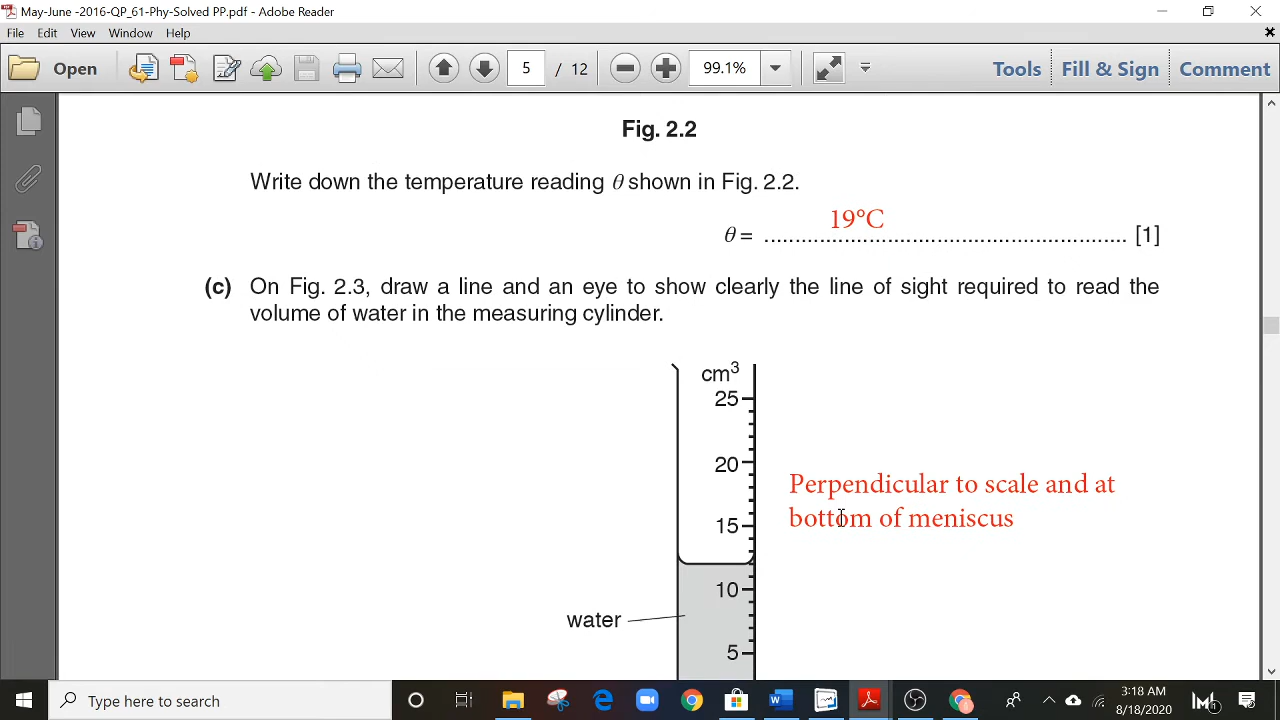 May-June -2016-QP_61-Phy-Solved PP.pdf - Adobe Reader
File Edit View Window Help
Open 5 / 12 99.1% Tools Fill & Sign Comment
Fig. 2.2
Write down the temperature reading θ shown in Fig. 2.2.
19°C
θ = .......................................................... [1]
(c) On Fig. 2.3, draw a line and an eye to show clearly the line of sight required to read the
volume of water in the measuring cylinder.
cm³
25
20
Perpendicular to scale and at
bottom of meniscus
15
10
water
5
Type here to search
3:18 AM
8/18/2020